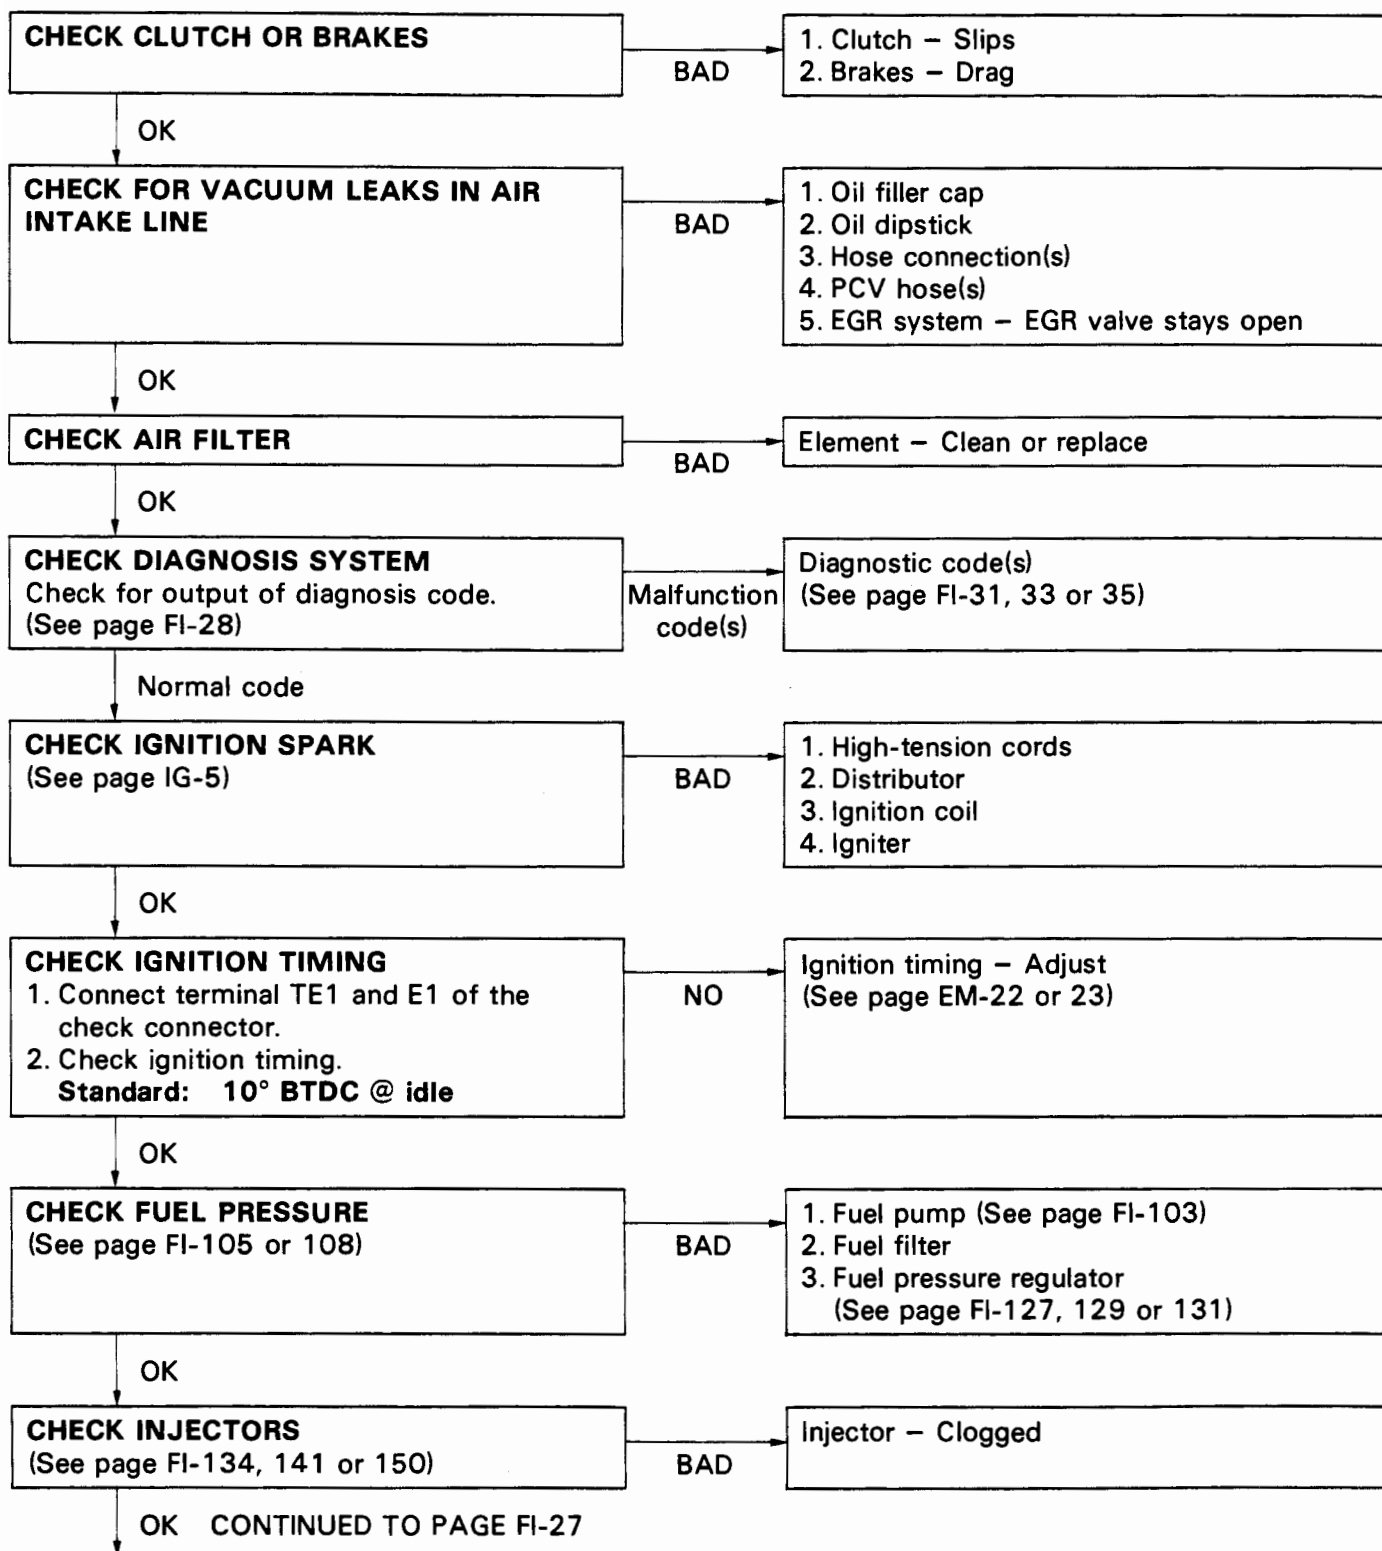 CHECK CLUTCH OR BRAKES
BAD
1. Clutch – Slips
2. Brakes – Drag
OK
CHECK FOR VACUUM LEAKS IN AIR
INTAKE LINE
BAD
1. Oil filler cap
2. Oil dipstick
3. Hose connection(s)
4. PCV hose(s)
5. EGR system – EGR valve stays open
OK
CHECK AIR FILTER
BAD
Element – Clean or replace
OK
CHECK DIAGNOSIS SYSTEM
Check for output of diagnosis code.
(See page FI-28)
Malfunction
code(s)
Diagnostic code(s)
(See page FI-31, 33 or 35)
Normal code
CHECK IGNITION SPARK
(See page IG-5)
BAD
1. High-tension cords
2. Distributor
3. Ignition coil
4. Igniter
OK
CHECK IGNITION TIMING
1. Connect terminal TE1 and E1 of the
check connector.
2. Check ignition timing.
Standard: 10° BTDC @ idle
NO
Ignition timing – Adjust
(See page EM-22 or 23)
OK
CHECK FUEL PRESSURE
(See page FI-105 or 108)
BAD
1. Fuel pump (See page FI-103)
2. Fuel filter
3. Fuel pressure regulator
(See page FI-127, 129 or 131)
OK
CHECK INJECTORS
(See page FI-134, 141 or 150)
BAD
Injector – Clogged
OK CONTINUED TO PAGE FI-27